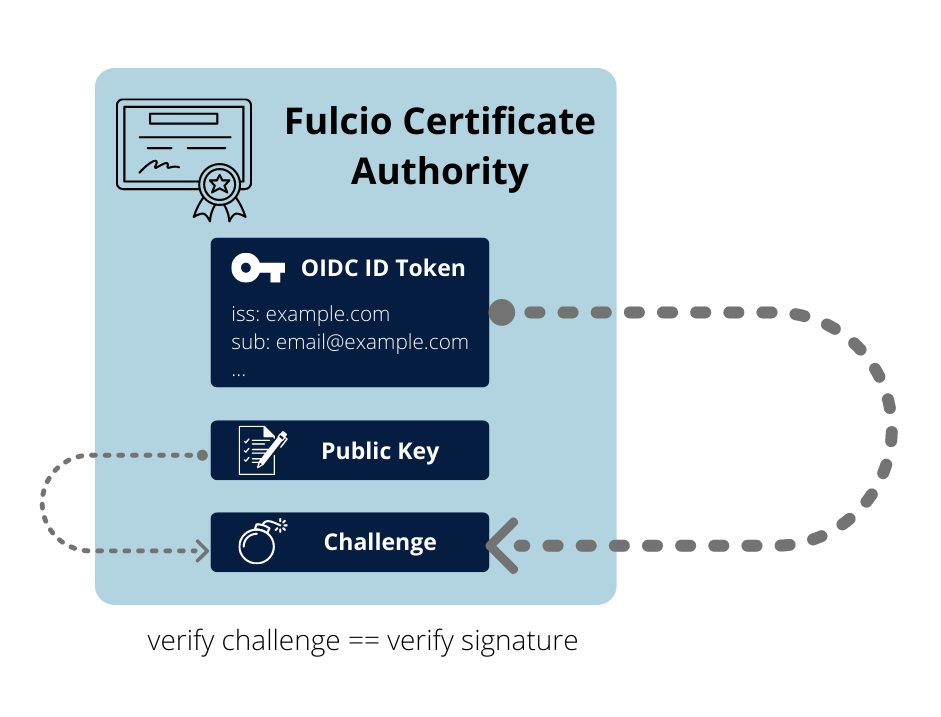 Fulcio Certificate
Authority
OIDC ID Token
iss: example.com
sub: email@example.com
...
Public Key
Challenge
verify challenge == verify signature